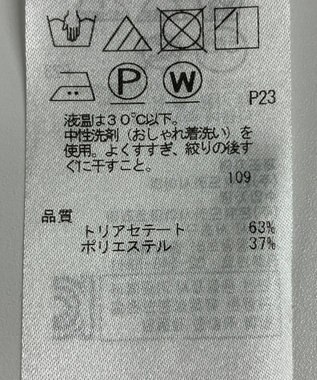 P W
P23
液温は30℃以下。
中性洗剤(おしゃれ着洗い)を
使用。よくすすぎ、絞りの後す
ぐに干すこと。
109
品質
トリアセテート 63%
ポリエステル 37%